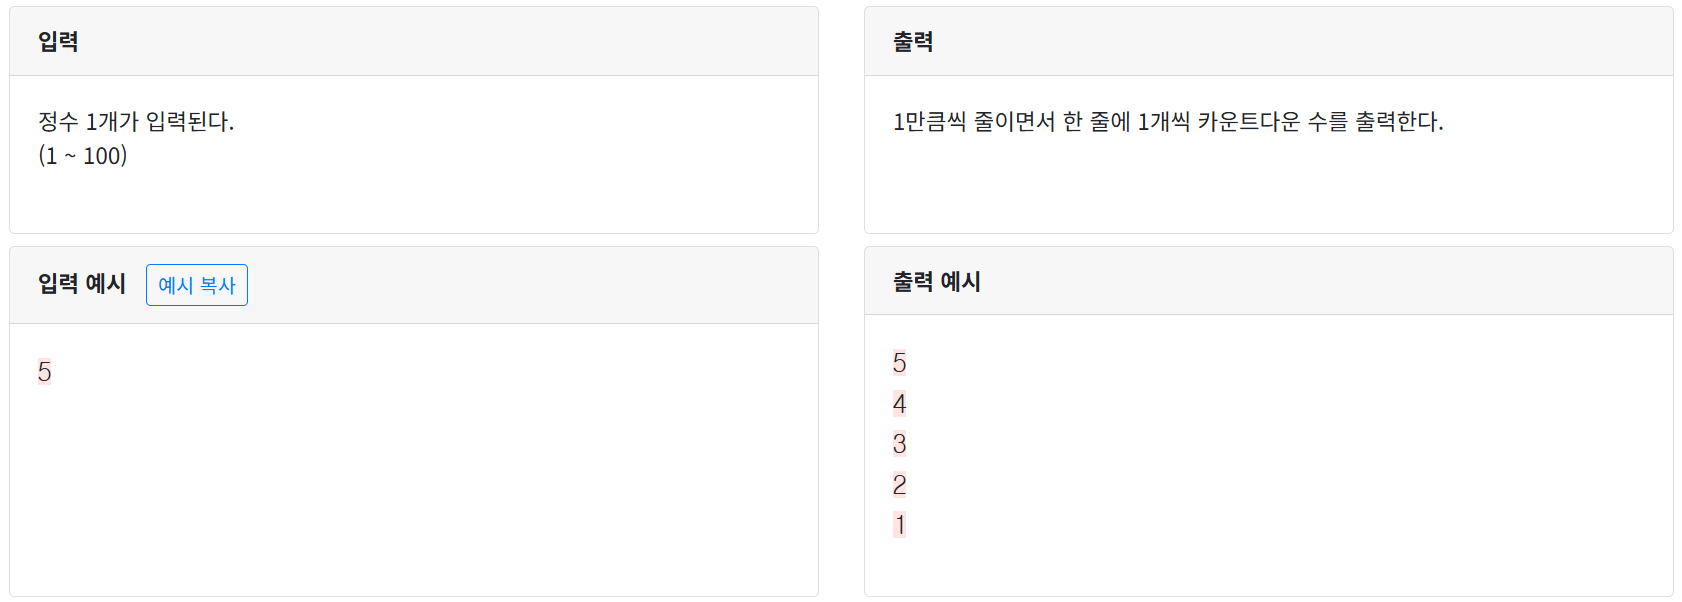 입력
정수 1개가 입력된다.
(1 ~ 100)
출력
1만큼씩 줄이면서 한 줄에 1개씩 카운트다운 수를 출력한다.
입력 예시 예시 복사
5
출력 예시
5
4
3
2
1